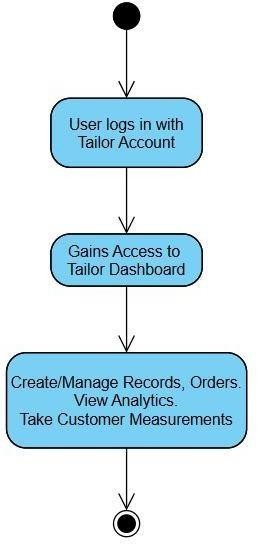 User logs in with
Tailor Account
Gains Access to
Tailor Dashboard
Create/Manage Records, Orders.
View Analytics.
Take Customer Measurements